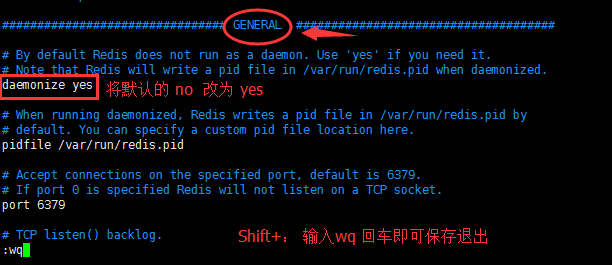 ################################ GENERAL #####################################
# By default Redis does not run as a daemon. Use 'yes' if you need it.
# Note that Redis will write a pid file in /var/run/redis.pid when daemonized.
daemonize yes 将默认的 no 改为 yes
# When running daemonized, Redis writes a pid file in /var/run/redis.pid by
# default. You can specify a custom pid file location here.
pidfile /var/run/redis.pid
# Accept connections on the specified port, default is 6379.
# If port 0 is specified Redis will not listen on a TCP socket.
port 6379
# TCP listen() backlog. Shift+： 输入wq 回车即可保存退出
:wq